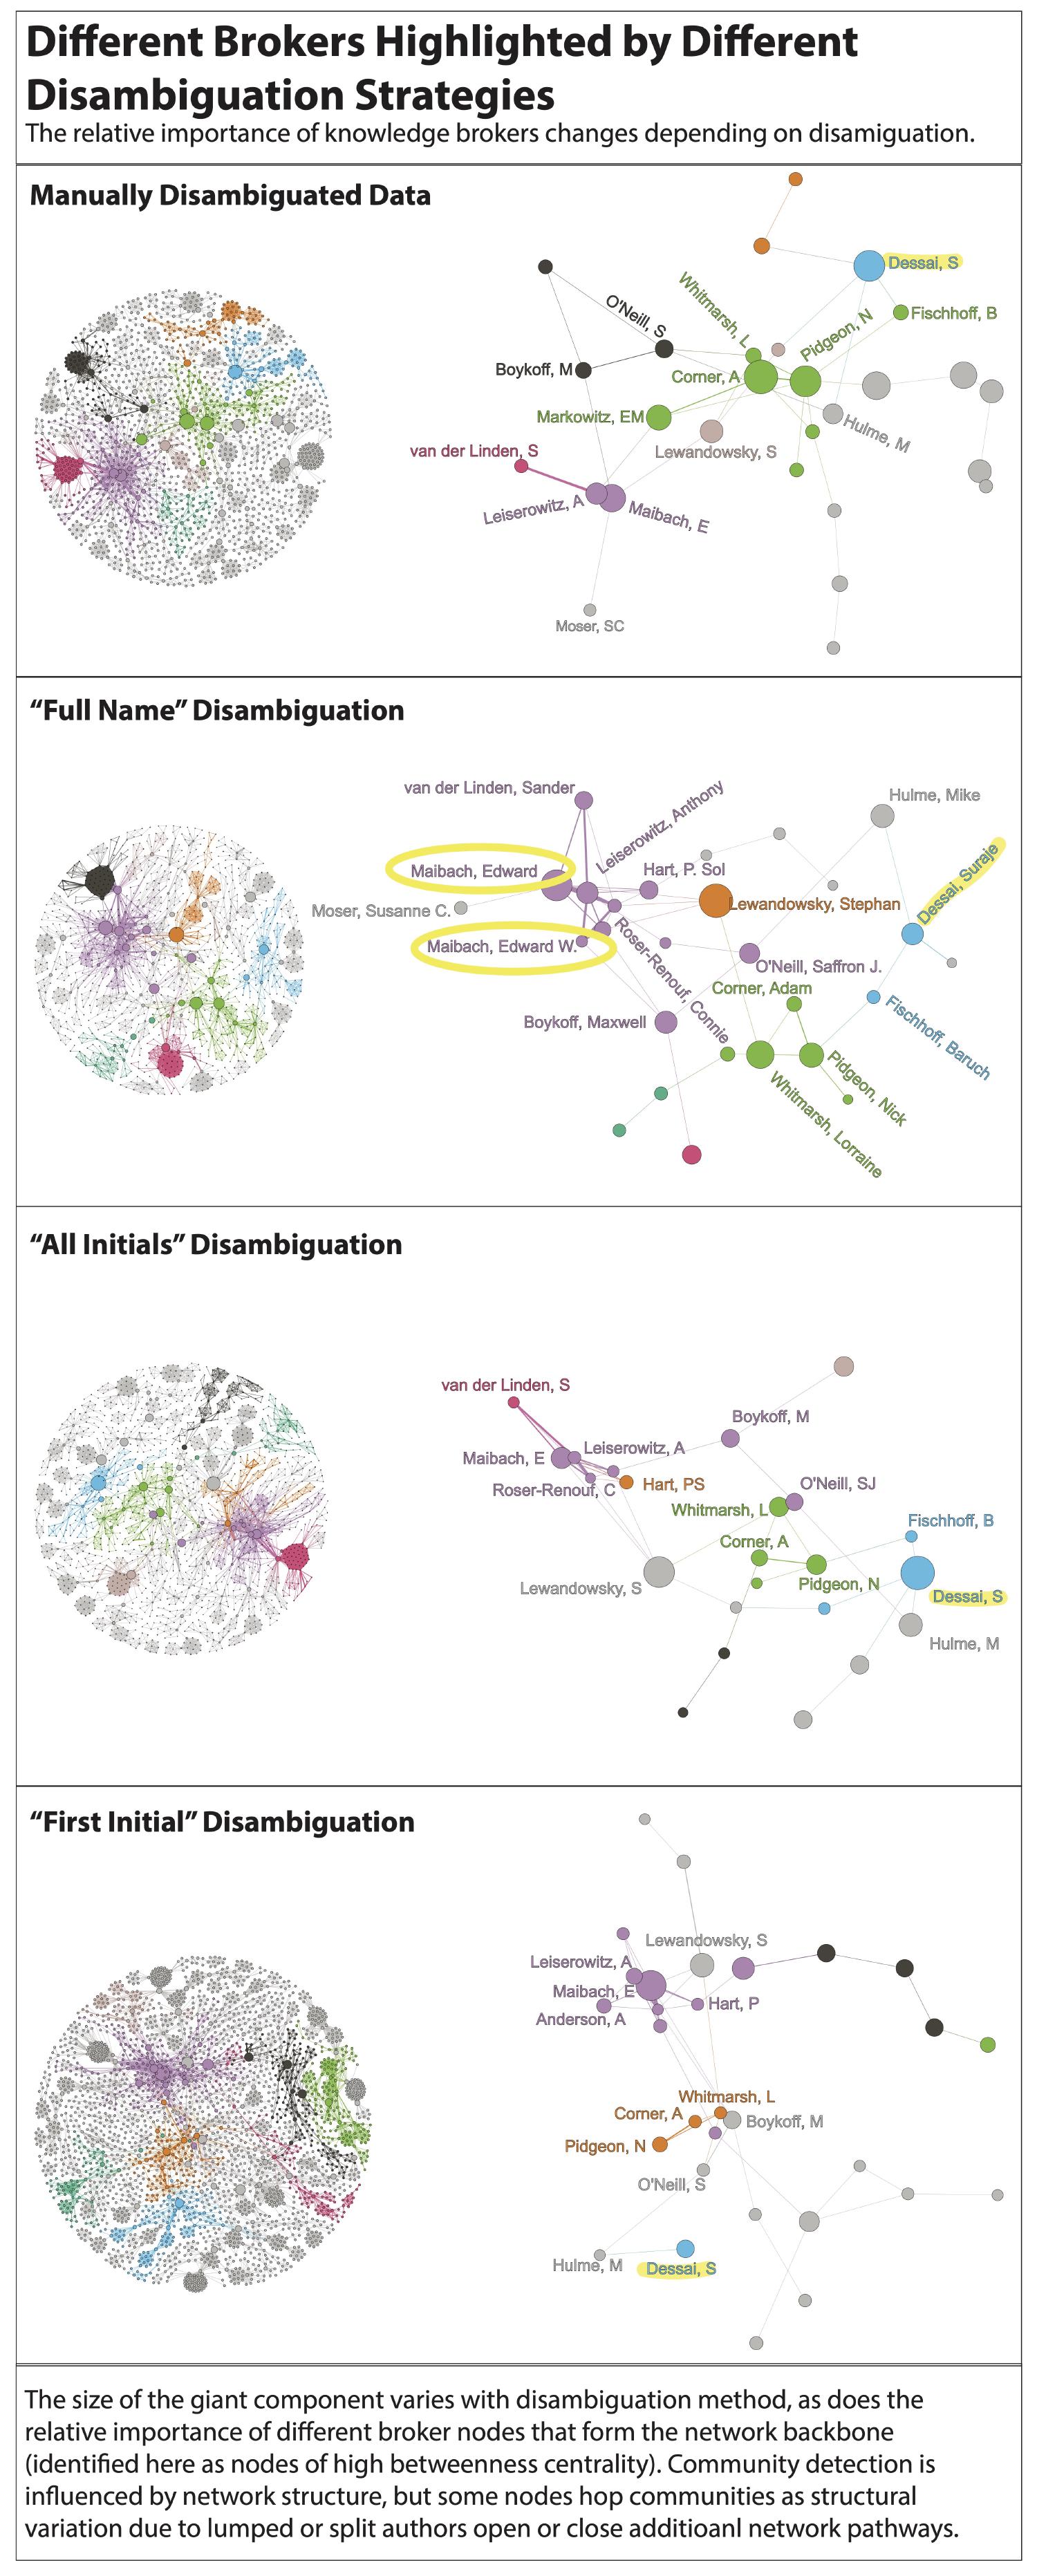 Different Brokers Highlighted by Different
Disambiguation Strategies
The relative importance of knowledge brokers changes depending on disamiguation.
Manually Disambiguated Data
Dessai, S
Whitmarsh, L
O'Neill, S
Fischhoff, B
Pidgeon, N
Boykoff, M
Corner, A
Markowitz, EM
Hulme, M
van der Linden, S
Lewandowsky, S
Leiserowitz, A
Maibach, E
Moser, SC
“Full Name” Disambiguation
van der Linden, Sander
Leiserowitz, Anthony
Hulme, Mike
Maibach, Edward
Hart, P. Sol
Dessai, Suraje
Moser, Susanne C.
Lewandowsky, Stephan
Maibach, Edward W.
Roser-Renouf, Connie
O'Neill, Saffron J.
Corner, Adam
Boykoff, Maxwell
Fischhoff, Baruch
Pidgeon, Nick
Whitmarsh, Lorraine
“All Initials” Disambiguation
van der Linden, S
Boykoff, M
Leiserowitz, A
Maibach, E
Hart, PS
O'Neill, SJ
Roser-Renouf, C
Whitmarsh, L
Fischhoff, B
Corner, A
Lewandowsky, S
Pidgeon, N
Dessai, S
Hulme, M
“First Initial” Disambiguation
Lewandowsky, S
Leiserowitz, A
Maibach, E
Hart, P
Anderson, A
Whitmarsh, L
Corner, A
Boykoff, M
Pidgeon, N
O'Neill, S
Hulme, M
Dessai, S
The size of the giant component varies with disambiguation method, as does the
relative importance of different broker nodes that form the network backbone
(identified here as nodes of high betweenness centrality). Community detection is
influenced by network structure, but some nodes hop communities as structural
variation due to lumped or split authors open or close additioanl network pathways.